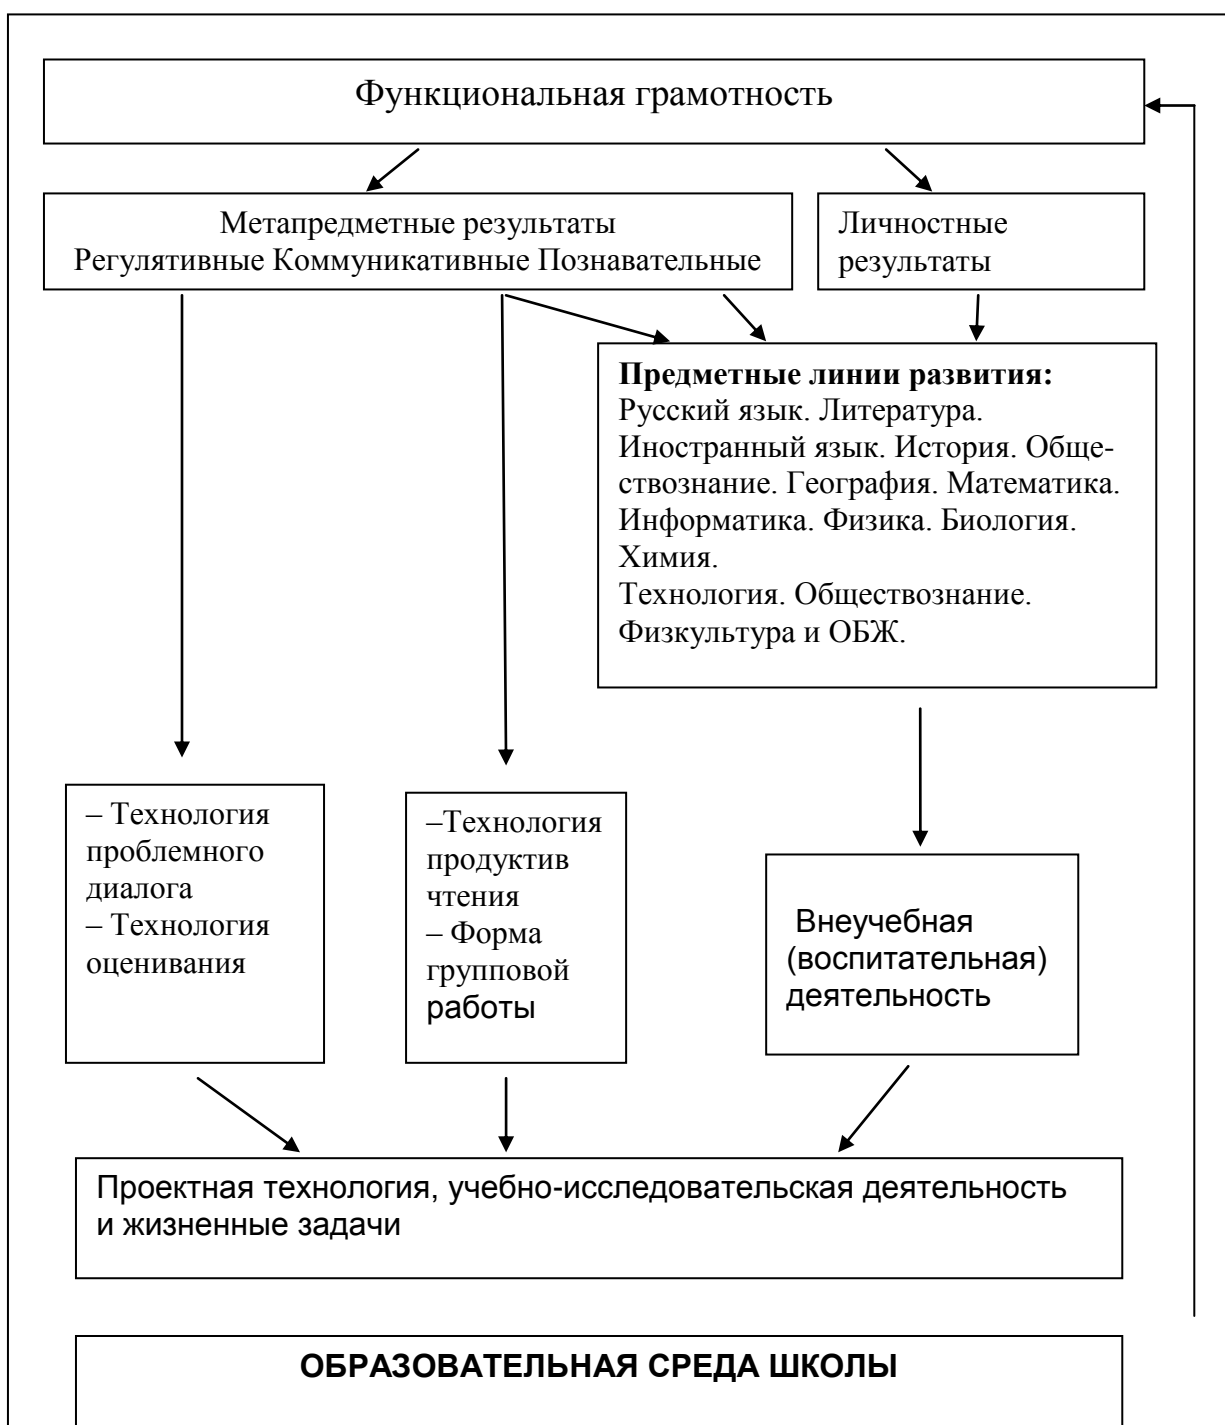 Функциональная грамотность
Метапредметные результаты
Регулятивные Коммуникативные Познавательные
Личностные
результаты
Предметные линии развития:
Русский язык. Литература.
Иностранный язык. История. Обще-
ствознание. География. Математика.
Информатика. Физика. Биология.
Химия.
Технология. Обществознание.
Физкультура и ОБЖ.
– Технология
проблемного
диалога
– Технология
оценивания
–Технология
продуктив
чтения
– Форма
групповой
работы
Внеучебная
(воспитательная)
деятельность
Проектная технология, учебно-исследовательская деятельность
и жизненные задачи
ОБРАЗОВАТЕЛЬНАЯ СРЕДА ШКОЛЫ